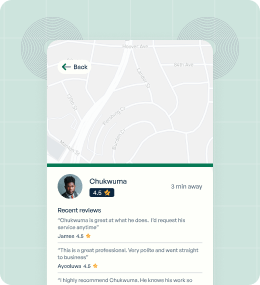 Back
Chukwuma
4.5
3 min away
Recent reviews
"Chukwuma is great at what he does. I'd request his
service anytime"
James 4.5
"This is a great professional. Very polite and went straight
to business"
Ayooluwa 4.5
"I highly recommend Chukwuma. He knows his work so